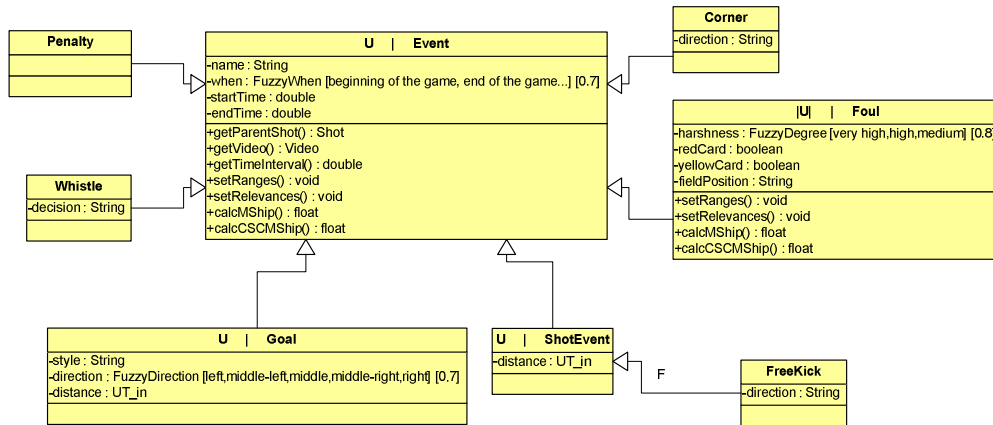 Penalty
U | Event
-name : String
-when : FuzzyWhen [beginning of the game, end of the game...] [0.7]
-startTime : double
-endTime : double
+getParentShot() : Shot
+getVideo() : Video
+getTimeInterval() : double
+setRanges() : void
+setRelevances() : void
+calcMShip() : float
+calcCSCMShip() : float
Corner
-direction : String
|U| | Foul
-harshness : FuzzyDegree [very high,high,medium] [0.8]
-redCard : boolean
-yellowCard : boolean
-fieldPosition : String
+setRanges() : void
+setRelevances() : void
+calcMShip() : float
+calcCSCMShip() : float
Whistle
-decision : String
U | Goal
-style : String
-direction : FuzzyDirection [left,middle-left,middle,middle-right,right] [0.7]
-distance : UT_in
U | ShotEvent
-distance : UT_in
F
FreeKick
-direction : String